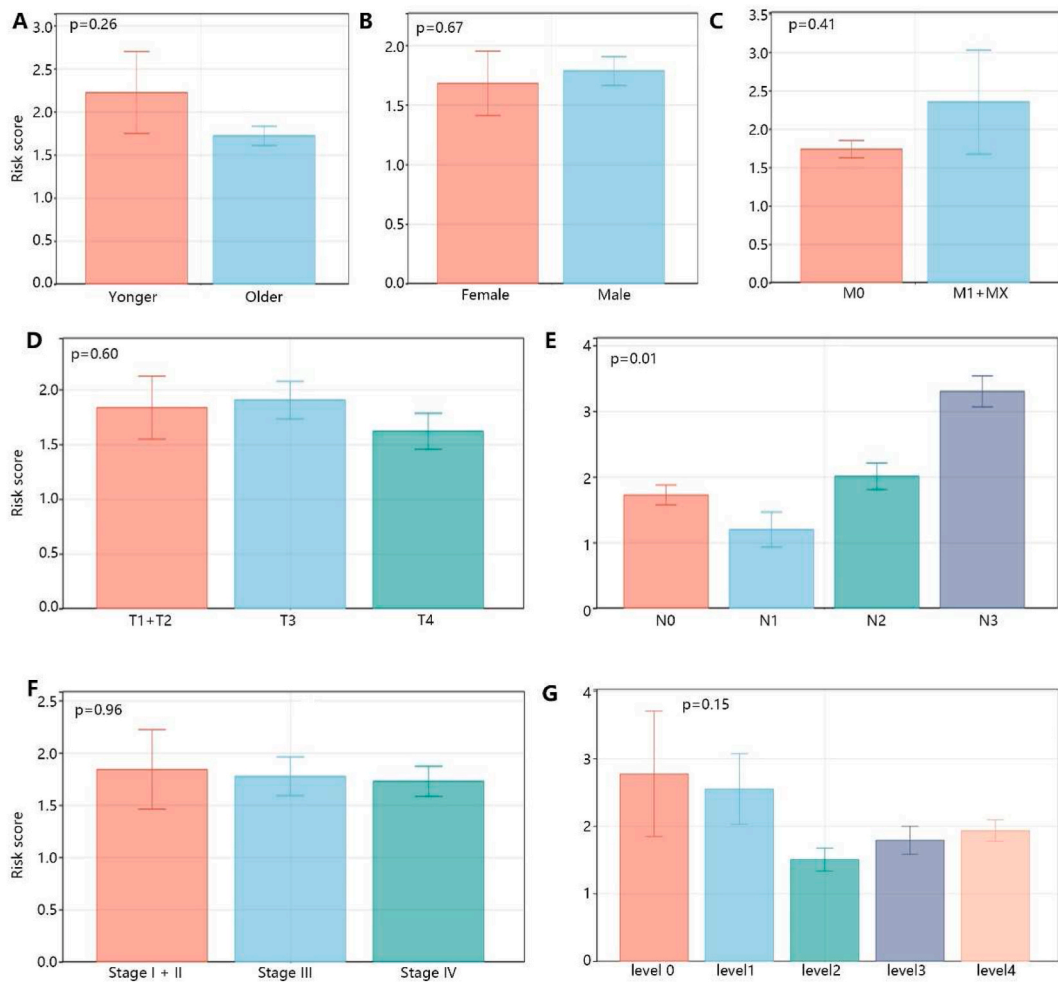 A
p=0.26
Risk score
3.0
2.5
2.0
1.5
1.0
0.5
0.0
Yonger
Older
B
p=0.67
2.0
1.5
1.0
0.5
0.0
Female
Male
C
p=0.41
3.5
3.0
2.5
2.0
1.5
1.0
0.5
0.0
M0
M1+MX
D
p=0.60
Risk score
2.0
1.5
1.0
0.5
0.0
T1+T2
T3
T4
E
p=0.01
4
3
2
1
0
N0
N1
N2
N3
F
p=0.96
Risk score
2.5
2.0
1.5
1.0
0.5
0.0
Stage I + II
Stage III
Stage IV
G
p=0.15
4
3
2
1
0
level 0
level1
level2
level3
level4